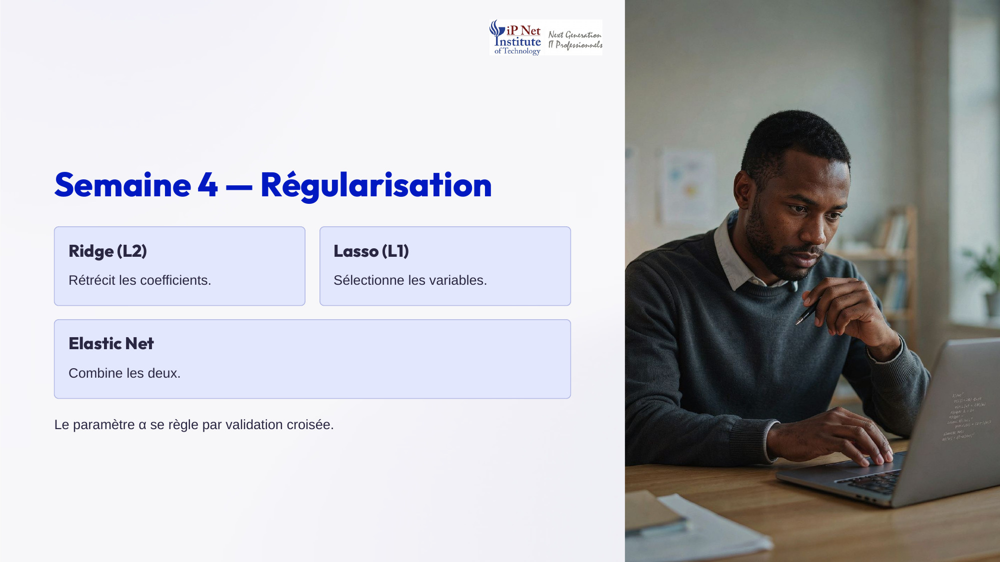 iP Net
Institute
of Technology
Next Generation
IT Professionnels
Semaine 4 — Régularisation
Ridge (L2)
Rétrécit les coefficients.
Lasso (L1)
Sélectionne les variables.
Elastic Net
Combine les deux.
Le paramètre α se règle par validation croisée.